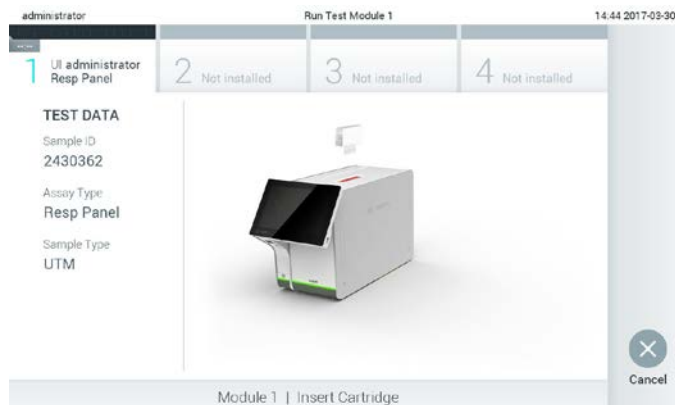 administrator Run Test Module 1 14:44 2017-03-30
--:--
1 UI administrator
Resp Panel
2 Not installed
3 Not installed
4 Not installed
TEST DATA
Sample ID
2430362
Assay Type
Resp Panel
Sample Type
UTM
Cancel
Module 1 | Insert Cartridge